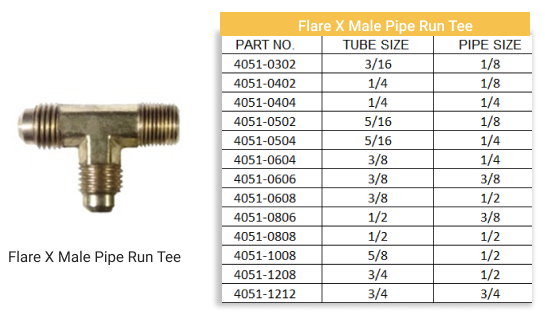 Flare X Male Pipe Run Tee
PART NO. TUBE SIZE PIPE SIZE
4051-0302 3/16 1/8
4051-0402 1/4 1/8
4051-0404 1/4 1/4
4051-0502 5/16 1/8
4051-0504 5/16 1/4
4051-0604 3/8 1/4
4051-0606 3/8 3/8
4051-0608 3/8 1/2
4051-0806 1/2 3/8
4051-0808 1/2 1/2
4051-1008 5/8 1/2
4051-1208 3/4 1/2
4051-1212 3/4 3/4
Flare X Male Pipe Run Tee